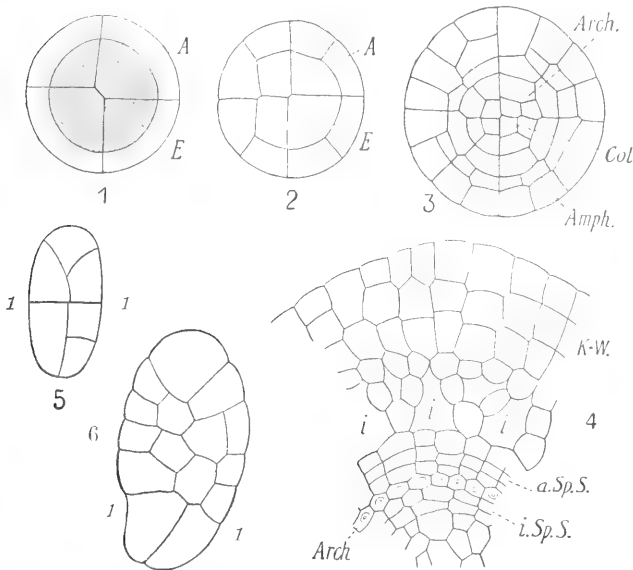 A
E
1
A
E
2
Arch.
Col.
Amph.
3
1 1
5
6
1 1
K-W.
i i i
4
a.Sp.S.
i.Sp.S.
Arch